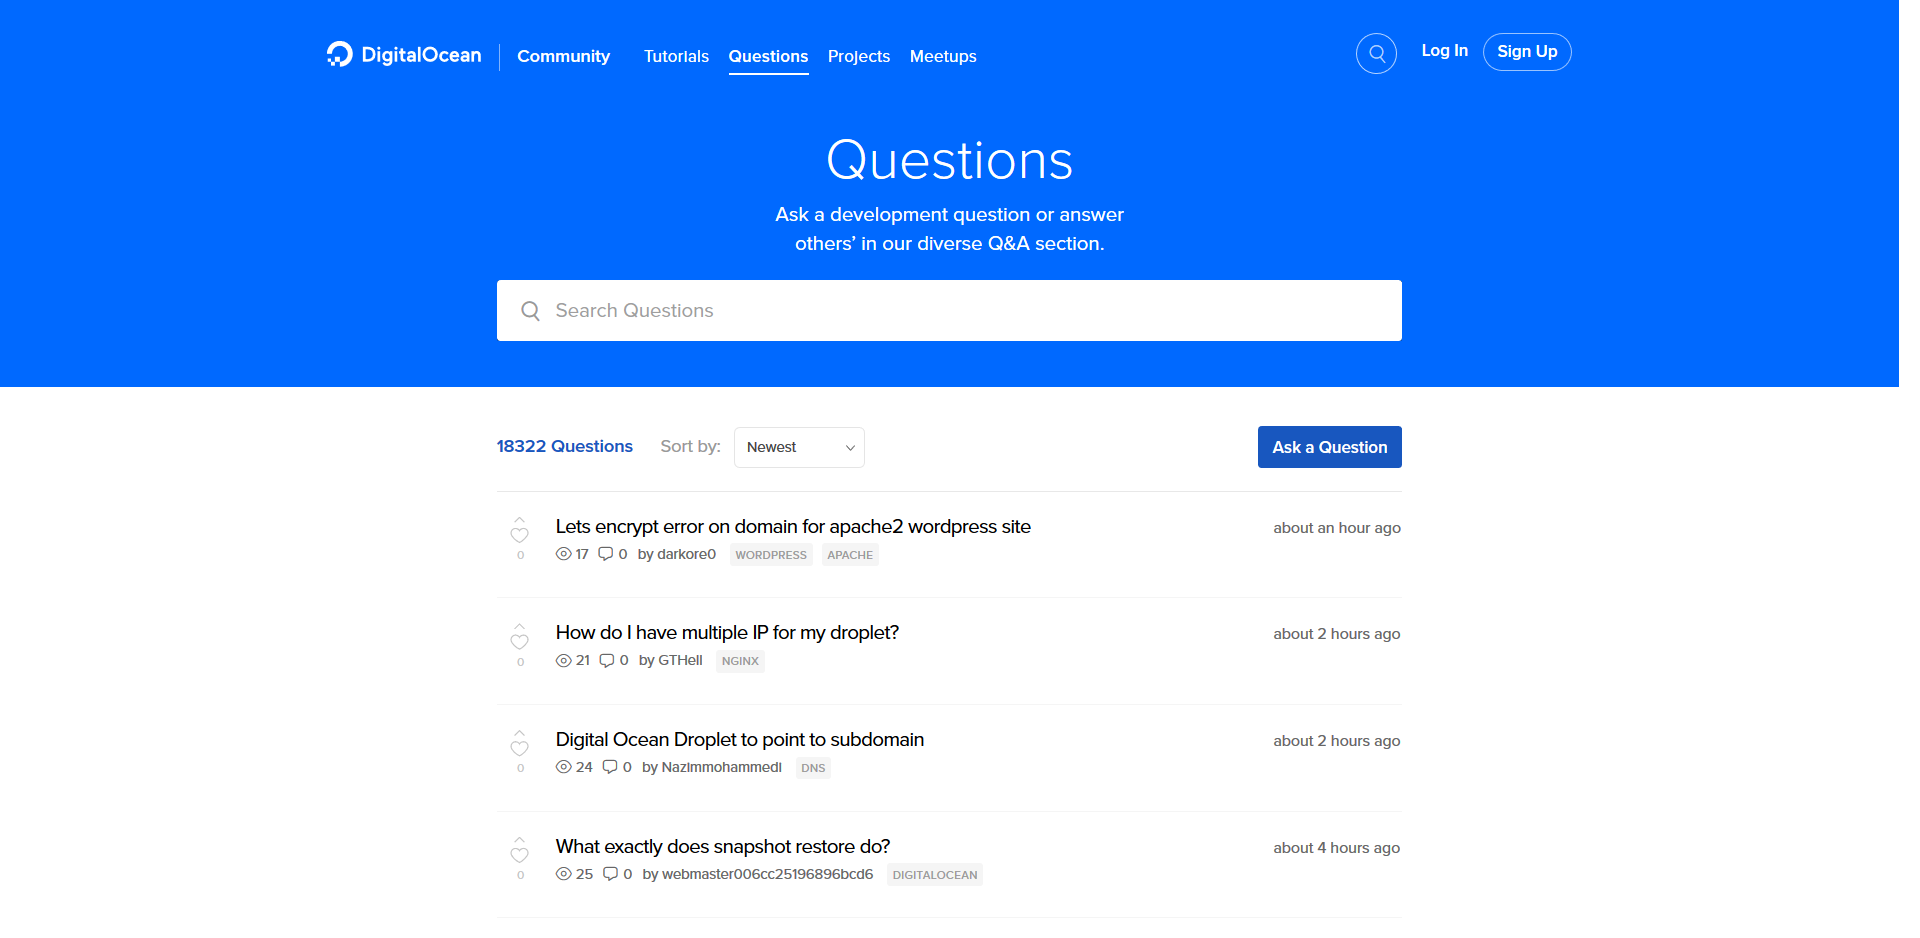 DigitalOcean Community Tutorials Questions Projects Meetups Log In Sign Up
Questions
Ask a development question or answer
others’ in our diverse Q&A section.
Search Questions
18322 Questions Sort by: Newest Ask a Question
Lets encrypt error on domain for apache2 wordpress site about an hour ago
0 17 0 by darkore0 WORDPRESS APACHE
How do I have multiple IP for my droplet? about 2 hours ago
0 21 0 by GTHell NGINX
Digital Ocean Droplet to point to subdomain about 2 hours ago
0 24 0 by Nazimmohammedi DNS
What exactly does snapshot restore do? about 4 hours ago
0 25 0 by webmaster006cc25196896bcd6 DIGITALOCEAN